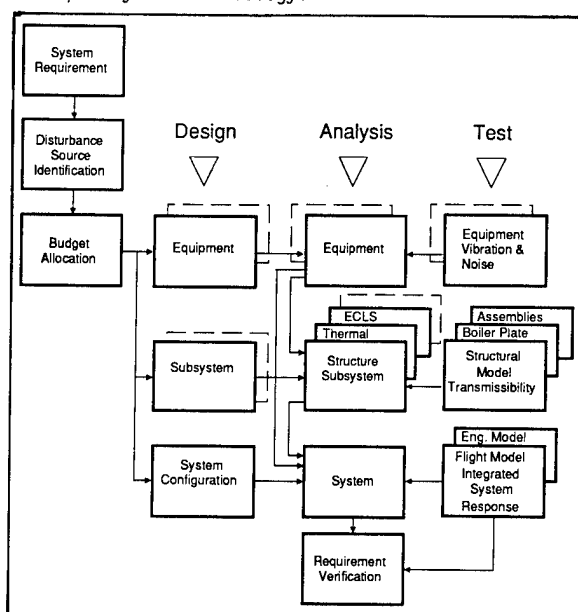 System
Requirement
Disturbance
Source
Identification
Budget
Allocation
Design
Analysis
Test
Equipment
Equipment
Equipment
Vibration &
Noise
ECLS
Thermal
Structure
Subsystem
Assemblies
Boiler Plate
Structural
Model
Transmissibility
Subsystem
System
Configuration
System
Eng. Model
Flight Model
Integrated
System
Response
Requirement
Verification